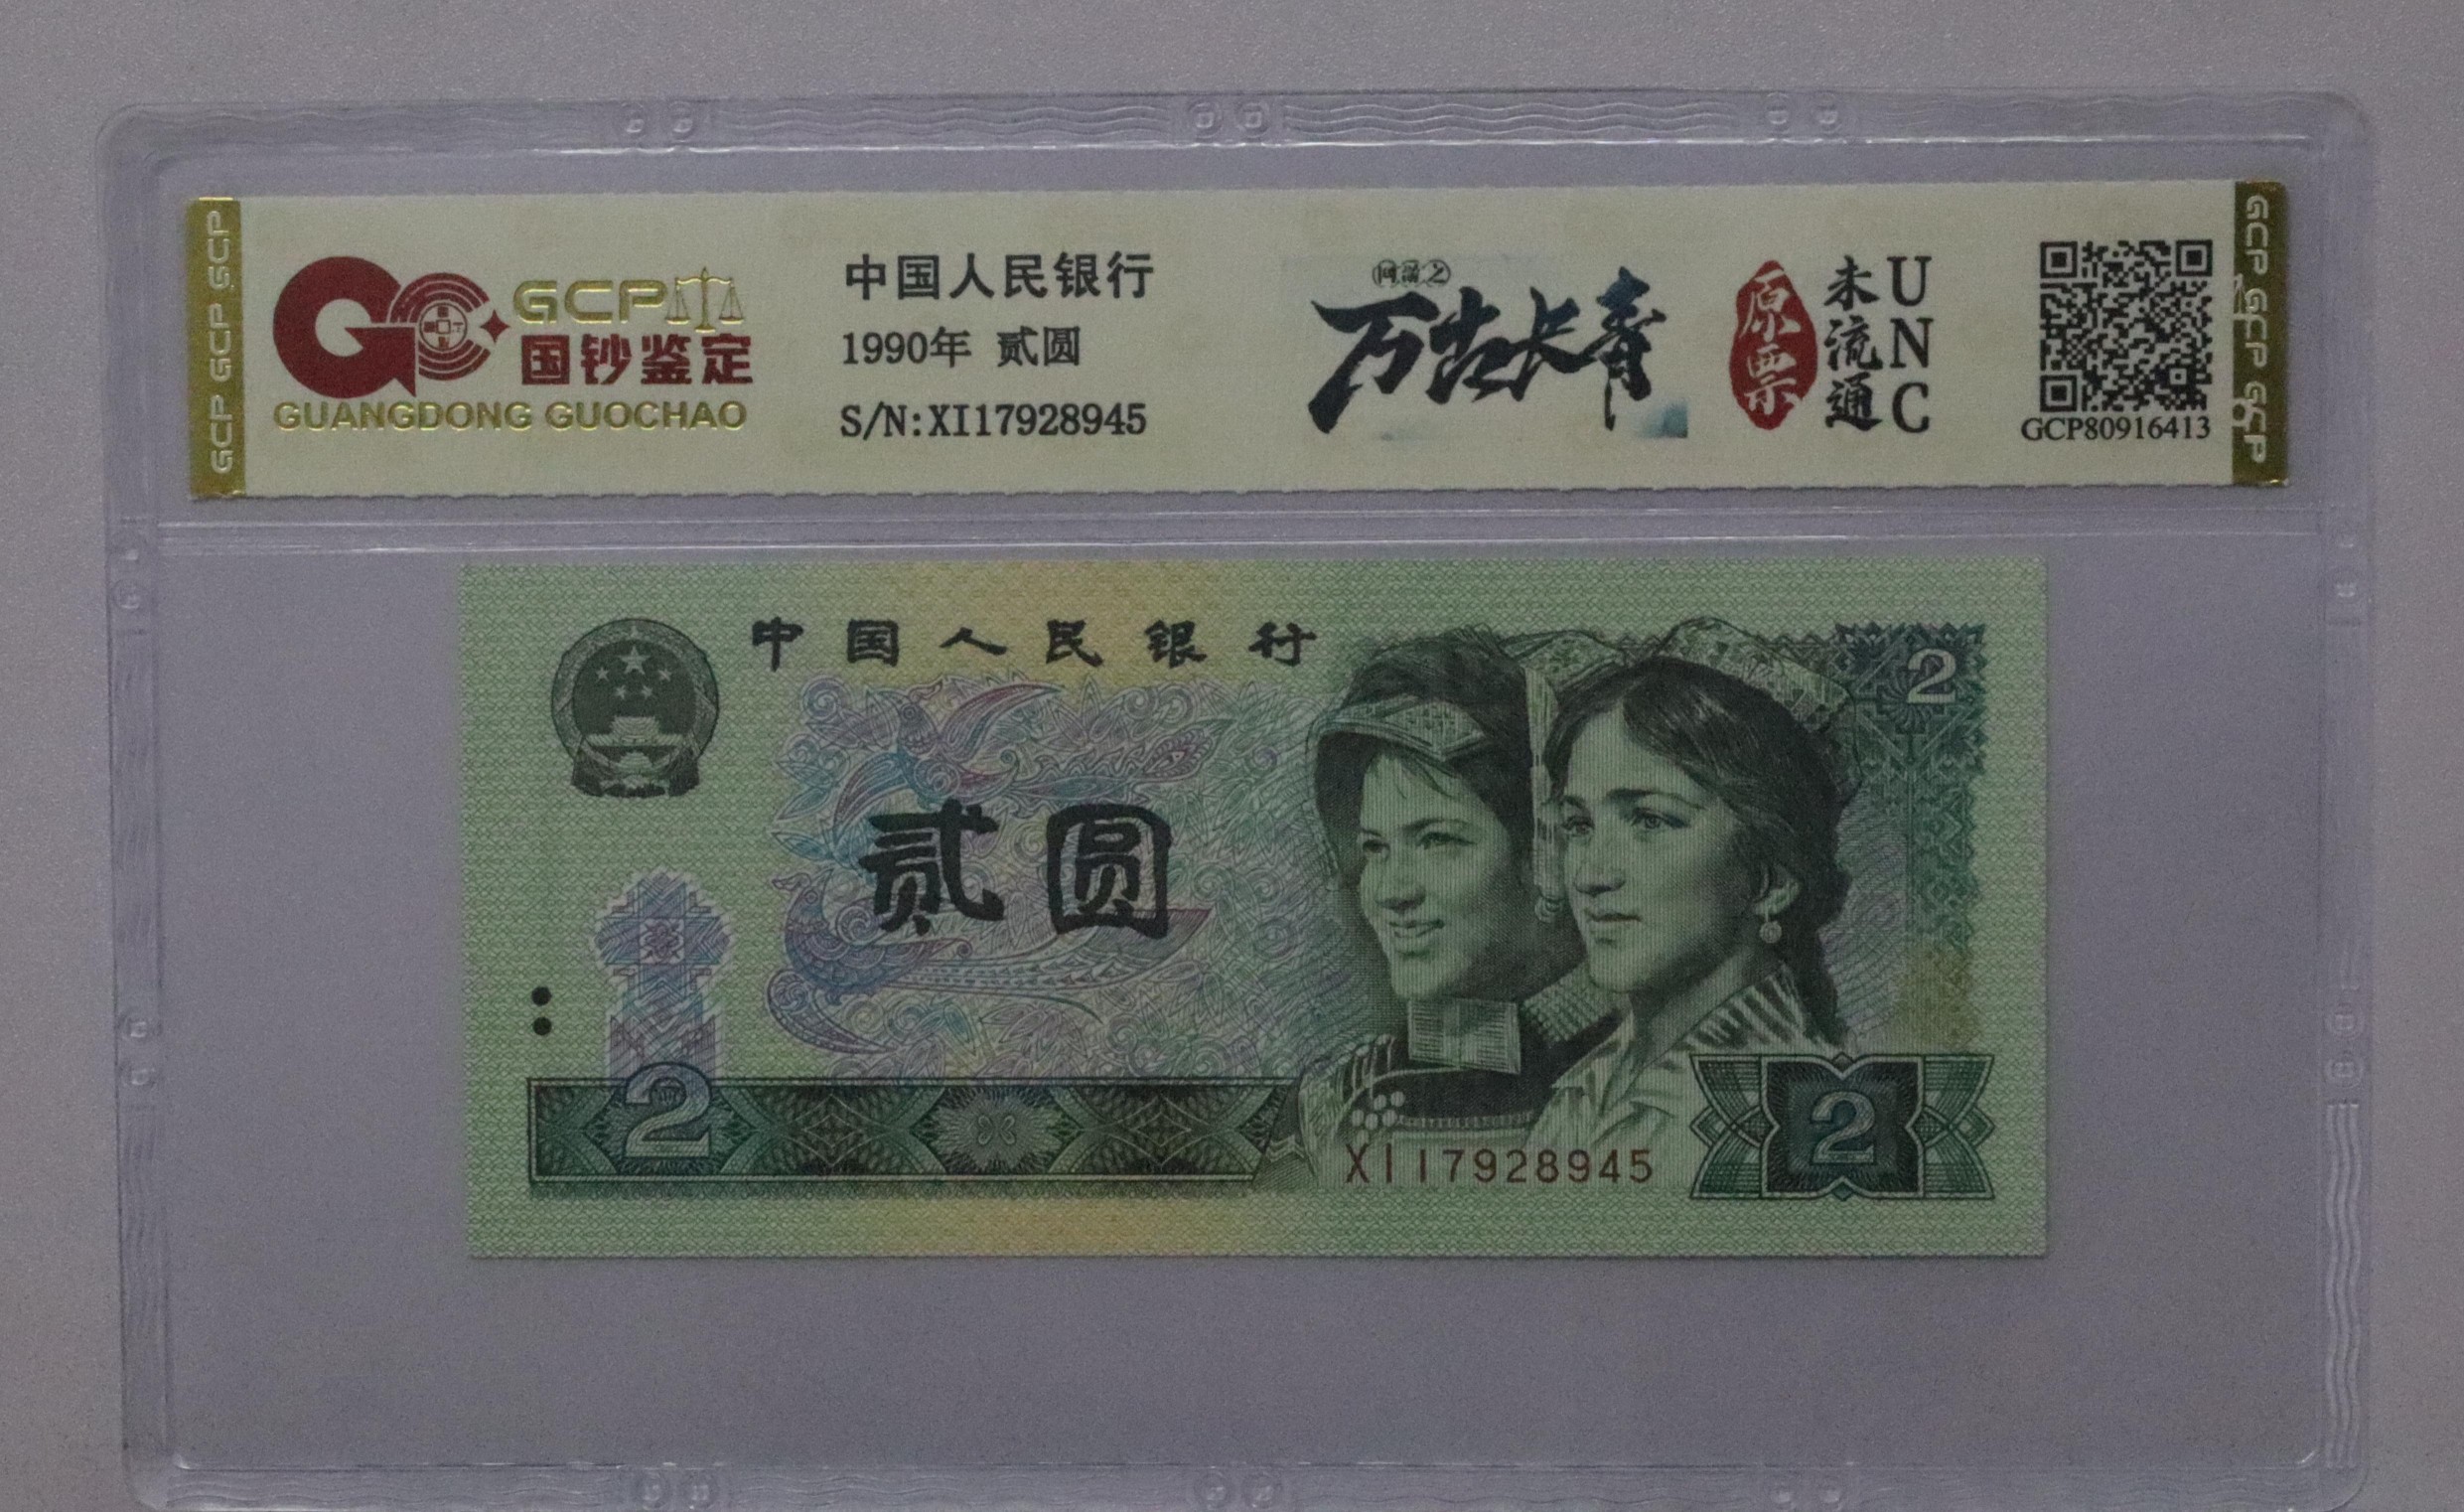 GCP GCP GCP
GCP
国钞鉴定
GUANGDONG GUOCHAO
中国人民银行
1990年 贰圆
S/N:XI17928945
万古长青
原票
未流通
UNC
GCP80916413
GCP GCP GCP
中国人民银行
2
贰圆
2
XI17928945
2